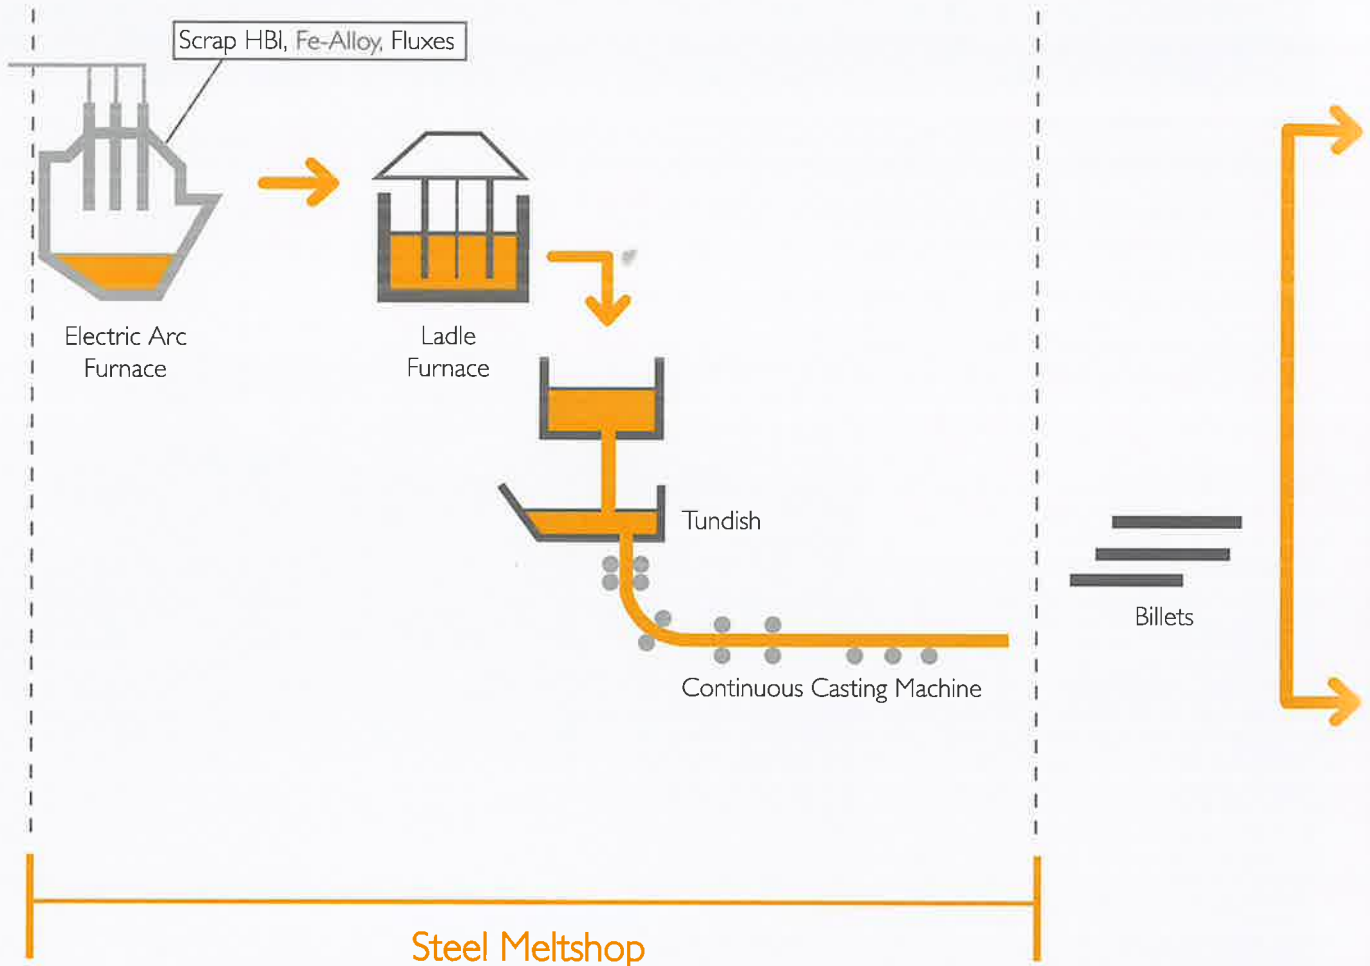 Scrap HBI, Fe-Alloy, Fluxes
Electric Arc
Furnace
Ladle
Furnace
Tundish
Billets
Continuous Casting Machine
Steel Meltshop